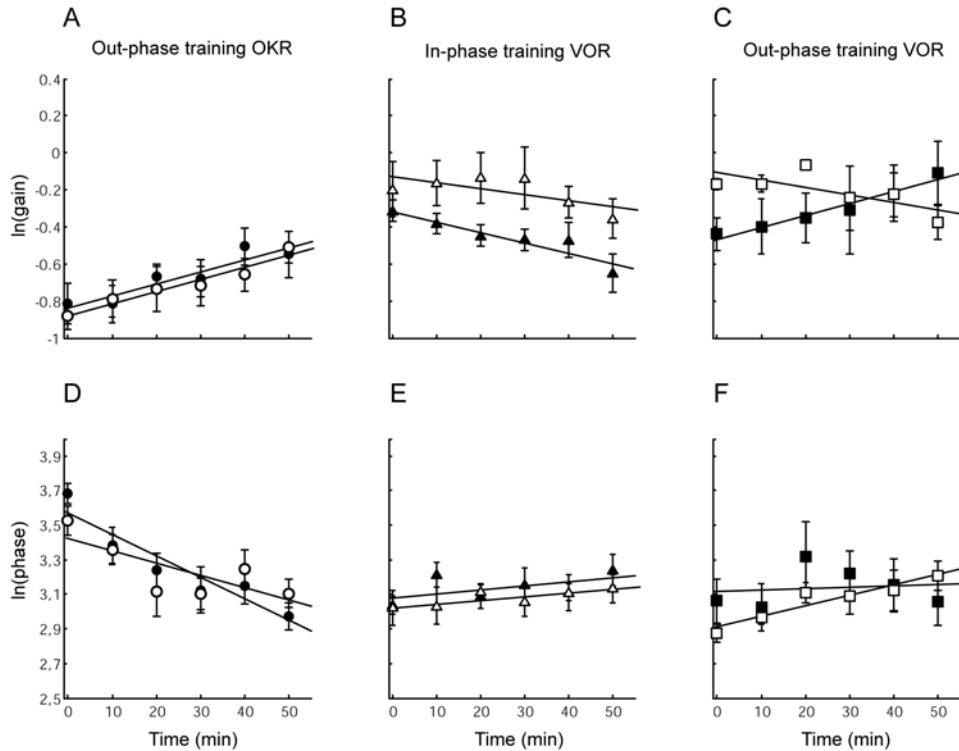 A
B
C
Out-phase training OKR
In-phase training VOR
Out-phase training VOR
ln(gain)
0.4
0.2
0
-0.2
-0.4
-0.6
-0.8
-1
D
E
F
ln(phase)
3,9
3,7
3,5
3,3
3,1
2,9
2,7
2,5
0 10 20 30 40 50
0 10 20 30 40 50
0 10 20 30 40 50
Time (min)
Time (min)
Time (min)